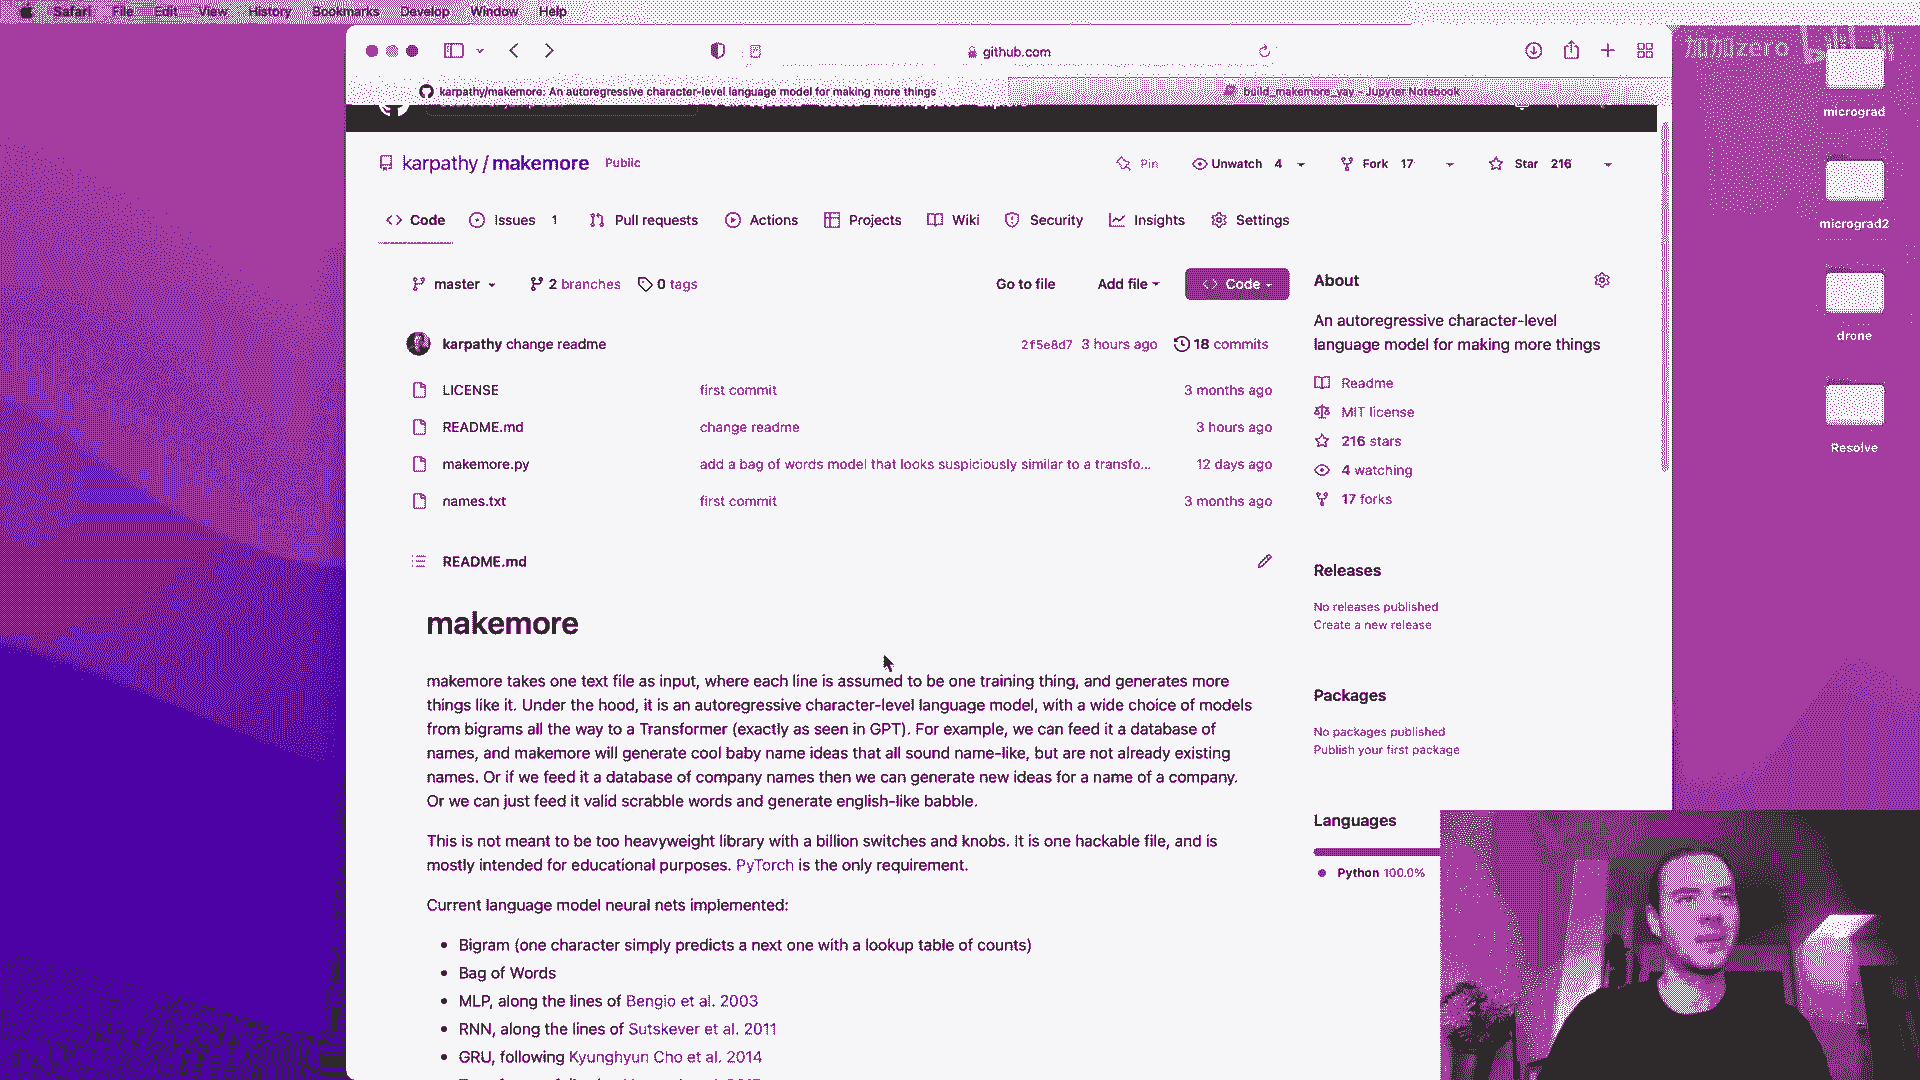 Safari File Edit View History Bookmarks Develop Window Help
github.com
karpathy/makemore: An autoregressive character-level language model for making more things
build_makemore_yay - Jupyter Notebook
加加zero
bilibili
karpathy / makemore Public
Pin Unwatch 4 Fork 17 Star 216
Code Issues 1 Pull requests Actions Projects Wiki Security Insights Settings
master 2 branches 0 tags Go to file Add file Code
karpathy change readme 2f5e8d7 3 hours ago 18 commits
LICENSE first commit 3 months ago
README.md change readme 3 hours ago
makemore.py add a bag of words model that looks suspiciously similar to a transfo... 12 days ago
names.txt first commit 3 months ago
README.md
makemore
makemore takes one text file as input, where each line is assumed to be one training thing, and generates more
things like it. Under the hood, it is an autoregressive character-level language model, with a wide choice of models
from bigrams all the way to a Transformer (exactly as seen in GPT). For example, we can feed it a database of
names, and makemore will generate cool baby name ideas that all sound name-like, but are not already existing
names. Or if we feed it a database of company names then we can generate new ideas for a name of a company.
Or we can just feed it valid scrabble words and generate english-like babble.
This is not meant to be too heavyweight library with a billion switches and knobs. It is one hackable file, and is
mostly intended for educational purposes. PyTorch is the only requirement.
Current language model neural nets implemented:
Bigram (one character simply predicts a next one with a lookup table of counts)
Bag of Words
MLP, along the lines of Bengio et al. 2003
RNN, along the lines of Sutskever et al. 2011
GRU, following Kyunghyun Cho et al. 2014
About
An autoregressive character-level
language model for making more things
Readme
MIT license
216 stars
4 watching
17 forks
Releases
No releases published
Create a new release
Packages
No packages published
Publish your first package
Languages
Python 100.0%
micrograd
micrograd2
drone
Resolve